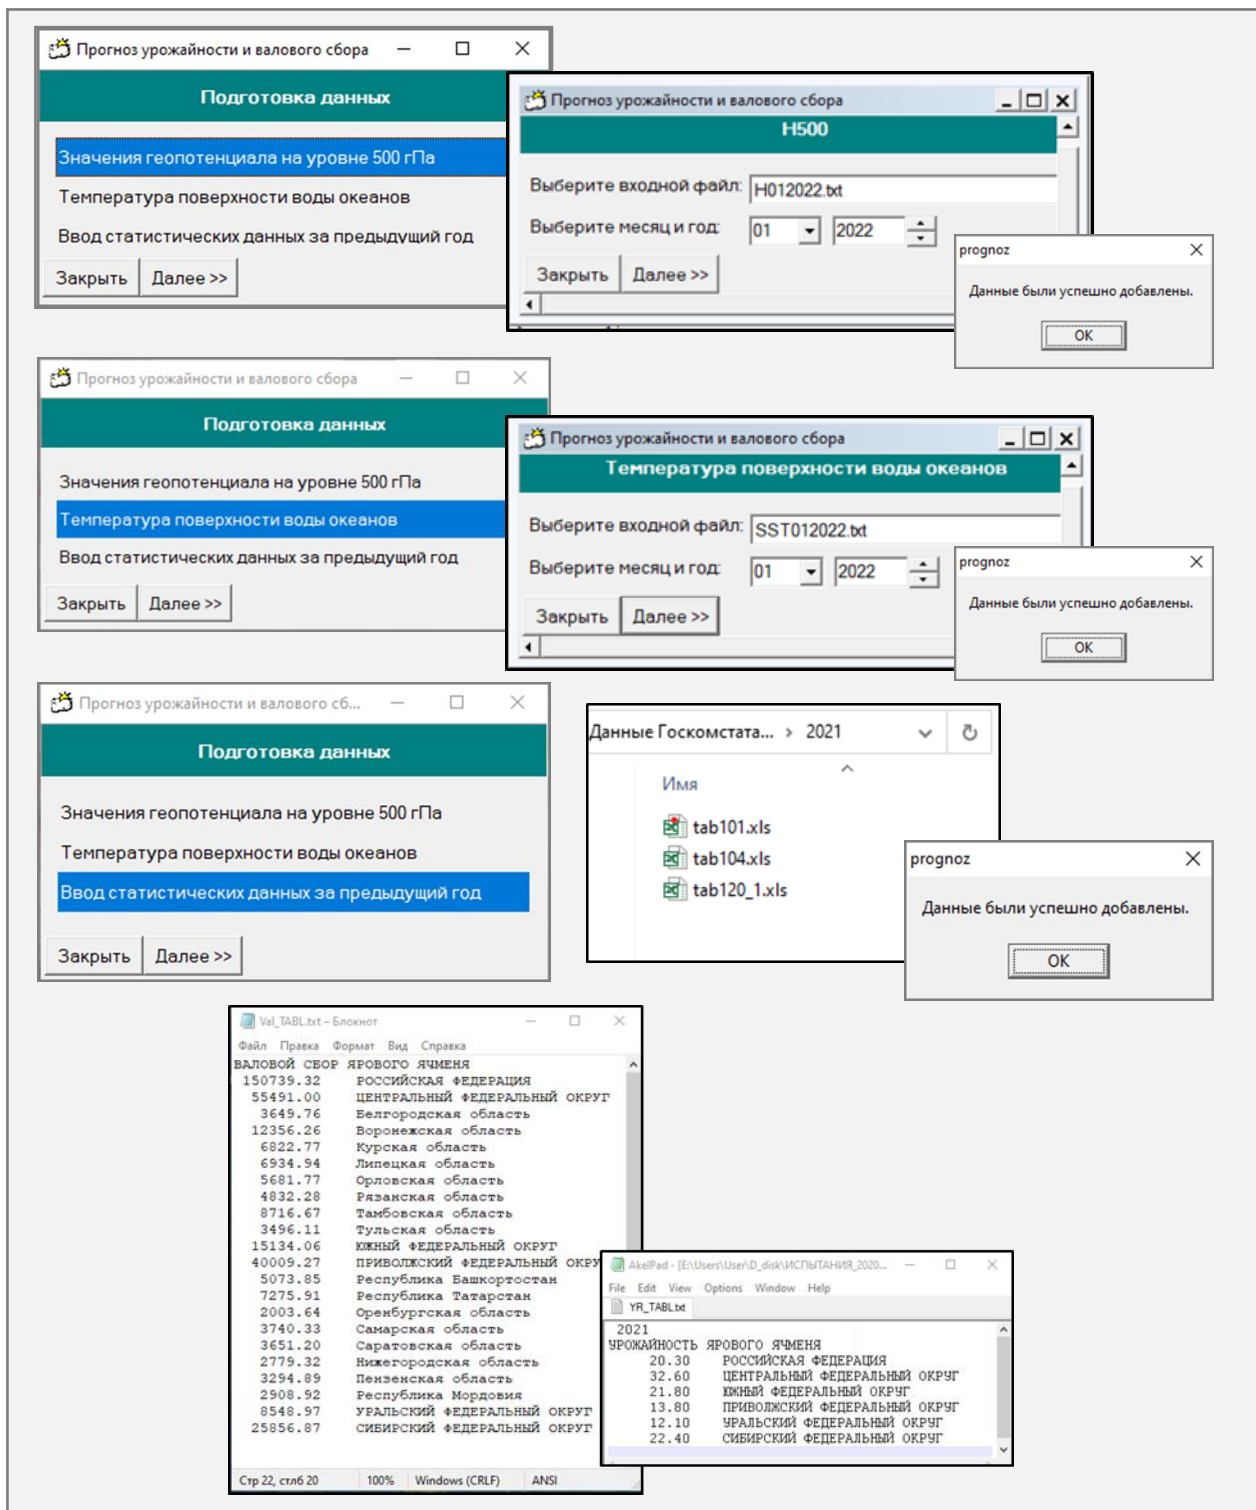 Прогноз урожайности и валового сбора
Подготовка данных
Значения геопотенциала на уровне 500 гПа
Температура поверхности воды океанов
Ввод статистических данных за предыдущий год
Закрыть Далее >>
Прогноз урожайности и валового сбора
H500
Выберите входной файл: H012022.txt
Выберите месяц и год: 01 2022
Закрыть Далее >>
prognoz
Данные были успешно добавлены.
OK
Прогноз урожайности и валового сбора
Подготовка данных
Значения геопотенциала на уровне 500 гПа
Температура поверхности воды океанов
Ввод статистических данных за предыдущий год
Закрыть Далее >>
Прогноз урожайности и валового сбора
Температура поверхности воды океанов
Выберите входной файл: SST012022.txt
Выберите месяц и год: 01 2022
Закрыть Далее >>
prognoz
Данные были успешно добавлены.
OK
Прогноз урожайности и валового сб...
Подготовка данных
Значения геопотенциала на уровне 500 гПа
Температура поверхности воды океанов
Ввод статистических данных за предыдущий год
Закрыть Далее >>
Данные Госкомстата... > 2021
Имя
tab101.xls
tab104.xls
tab120_1.xls
prognoz
Данные были успешно добавлены.
OK
Val_TABL.txt – Блокнот
Файл Правка Формат Вид Справка
ВАЛОВОЙ СБОР ЯРОВОГО ЯЧМЕНЯ
150739.32 РОССИЙСКАЯ ФЕДЕРАЦИЯ
55491.00 ЦЕНТРАЛЬНЫЙ ФЕДЕРАЛЬНЫЙ ОКРУГ
3649.76 Белгородская область
12356.26 Воронежская область
6822.77 Курская область
6934.94 Липецкая область
5681.77 Орловская область
4832.28 Рязанская область
8716.67 Тамбовская область
3496.11 Тульская область
15134.06 ЮЖНЫЙ ФЕДЕРАЛЬНЫЙ ОКРУГ
40009.27 ПРИВОЛЖСКИЙ ФЕДЕРАЛЬНЫЙ ОКРУ
5073.85 Республика Башкортостан
7275.91 Республика Татарстан
2003.64 Оренбургская область
3740.33 Самарская область
3651.20 Саратовская область
2779.32 Нижегородская область
3294.89 Пензенская область
2908.92 Республика Мордовия
8548.97 УРАЛЬСКИЙ ФЕДЕРАЛЬНЫЙ ОКРУГ
25856.87 СИБИРСКИЙ ФЕДЕРАЛЬНЫЙ ОКРУГ
Стр 22, стлб 20 100% Windows (CRLF) ANSI
AkelPad - [E:\Users\User\D_disk\ИСПЫТАНИЯ_2020...
File Edit View Options Window Help
YR_TABL.txt
2021
УРОЖАЙНОСТЬ ЯРОВОГО ЯЧМЕНЯ
20.30 РОССИЙСКАЯ ФЕДЕРАЦИЯ
32.60 ЦЕНТРАЛЬНЫЙ ФЕДЕРАЛЬНЫЙ ОКРУГ
21.80 ЮЖНЫЙ ФЕДЕРАЛЬНЫЙ ОКРУГ
13.80 ПРИВОЛЖСКИЙ ФЕДЕРАЛЬНЫЙ ОКРУГ
12.10 УРАЛЬСКИЙ ФЕДЕРАЛЬНЫЙ ОКРУГ
22.40 СИБИРСКИЙ ФЕДЕРАЛЬНЫЙ ОКРУГ